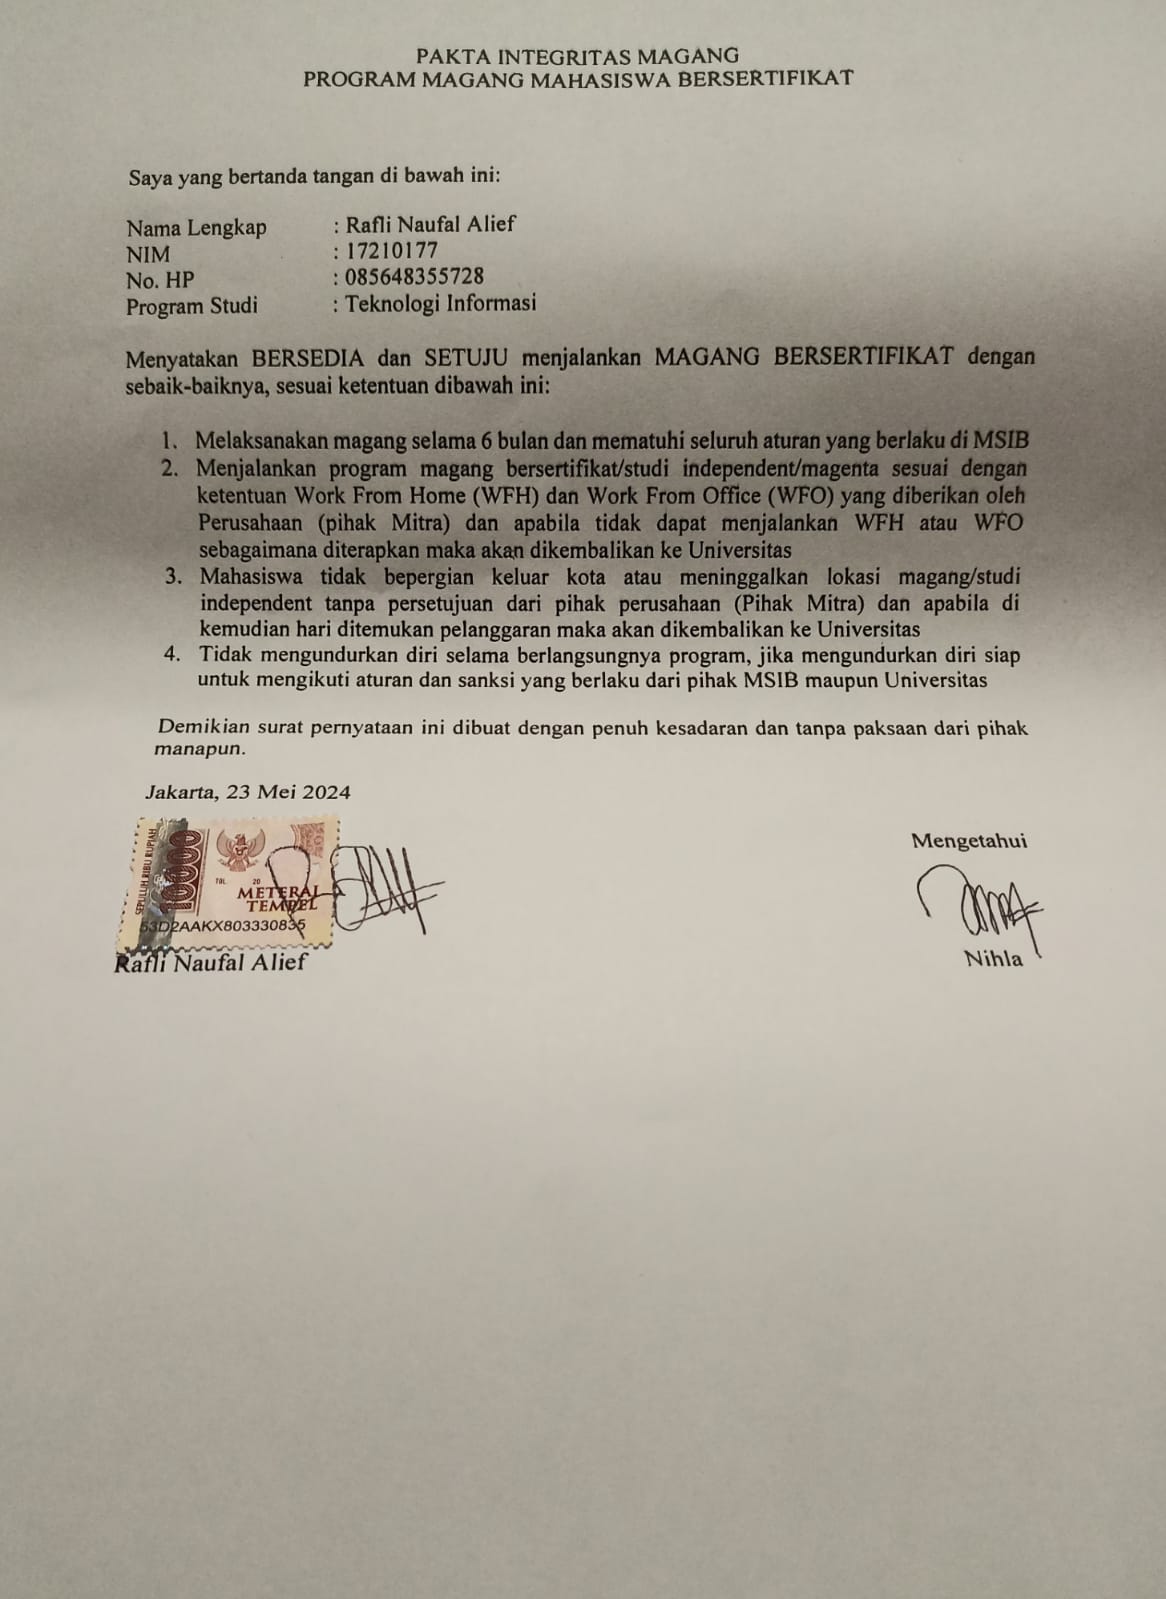 PAKTA INTEGRITAS MAGANG
PROGRAM MAGANG MAHASISWA BERSERTIFIKAT
Saya yang bertanda tangan di bawah ini:
Nama Lengkap : Rafli Naufal Alief
NIM : 17210177
No. HP : 085648355728
Program Studi : Teknologi Informasi
Menyatakan BERSEDIA dan SETUJU menjalankan MAGANG BERSERTIFIKAT dengan
sebaik-baiknya, sesuai ketentuan dibawah ini:
1. Melaksanakan magang selama 6 bulan dan mematuhi seluruh aturan yang berlaku di MSIB
2. Menjalankan program magang bersertifikat/studi independent/magenta sesuai dengan
ketentuan Work From Home (WFH) dan Work From Office (WFO) yang diberikan oleh
Perusahaan (pihak Mitra) dan apabila tidak dapat menjalankan WFH atau WFO
sebagaimana diterapkan maka akan dikembalikan ke Universitas
3. Mahasiswa tidak bepergian keluar kota atau meninggalkan lokasi magang/studi
independent tanpa persetujuan dari pihak perusahaan (Pihak Mitra) dan apabila di
kemudian hari ditemukan pelanggaran maka akan dikembalikan ke Universitas
4. Tidak mengundurkan diri selama berlangsungnya program, jika mengundurkan diri siap
untuk mengikuti aturan dan sanksi yang berlaku dari pihak MSIB maupun Universitas
Demikian surat pernyataan ini dibuat dengan penuh kesadaran dan tanpa paksaan dari pihak
manapun.
Jakarta, 23 Mei 2024
SEPULUH RIBU RUPIAH
10000
TGL. 20
METERAI
TEMPEL
53D2AAKX803330835
Rafli Naufal Alief
Mengetahui
Nihla